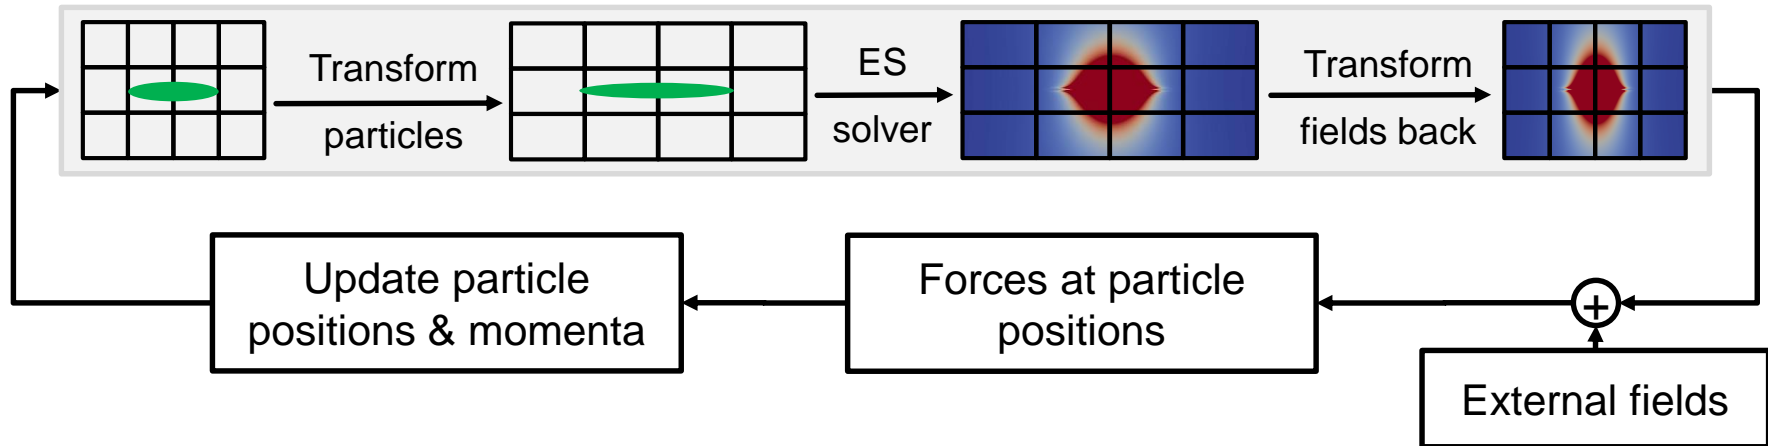 Transform
particles
ES
solver
Transform
fields back
Update particle
positions & momenta
Forces at particle
positions
+
External fields